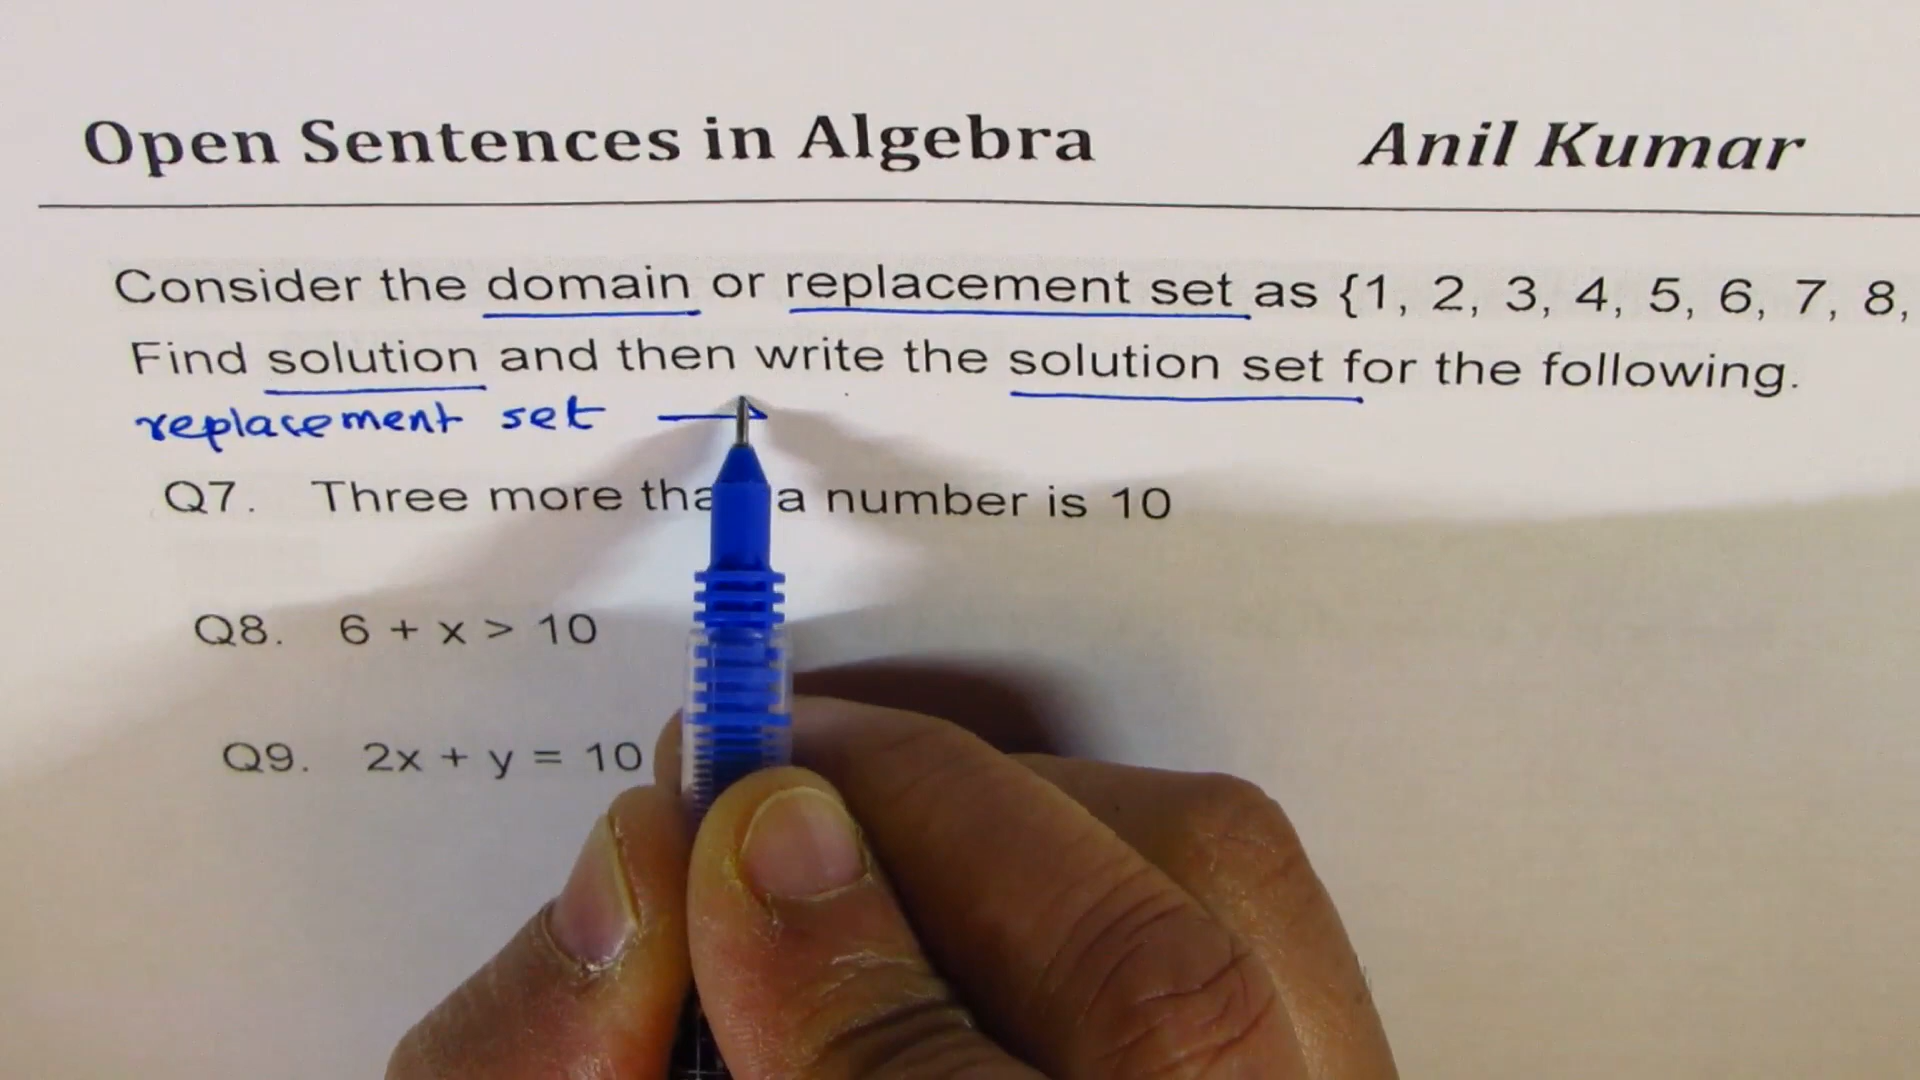 Open Sentences in Algebra Anil Kumar
Consider the domain or replacement set as {1, 2, 3, 4, 5, 6, 7, 8,
Find solution and then write the solution set for the following.
replacement set →
Q7. Three more tha a number is 10
Q8. 6 + x > 10
Q9. 2x + y = 10